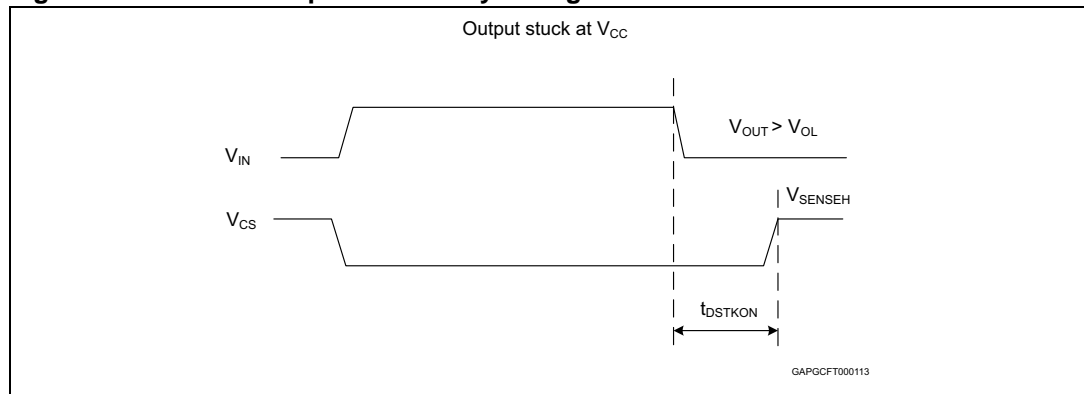 Output stuck at VCC
VIN
VOUT > VOL
VCS
VSENSEH
tDSTKON
GAPGCFT000113